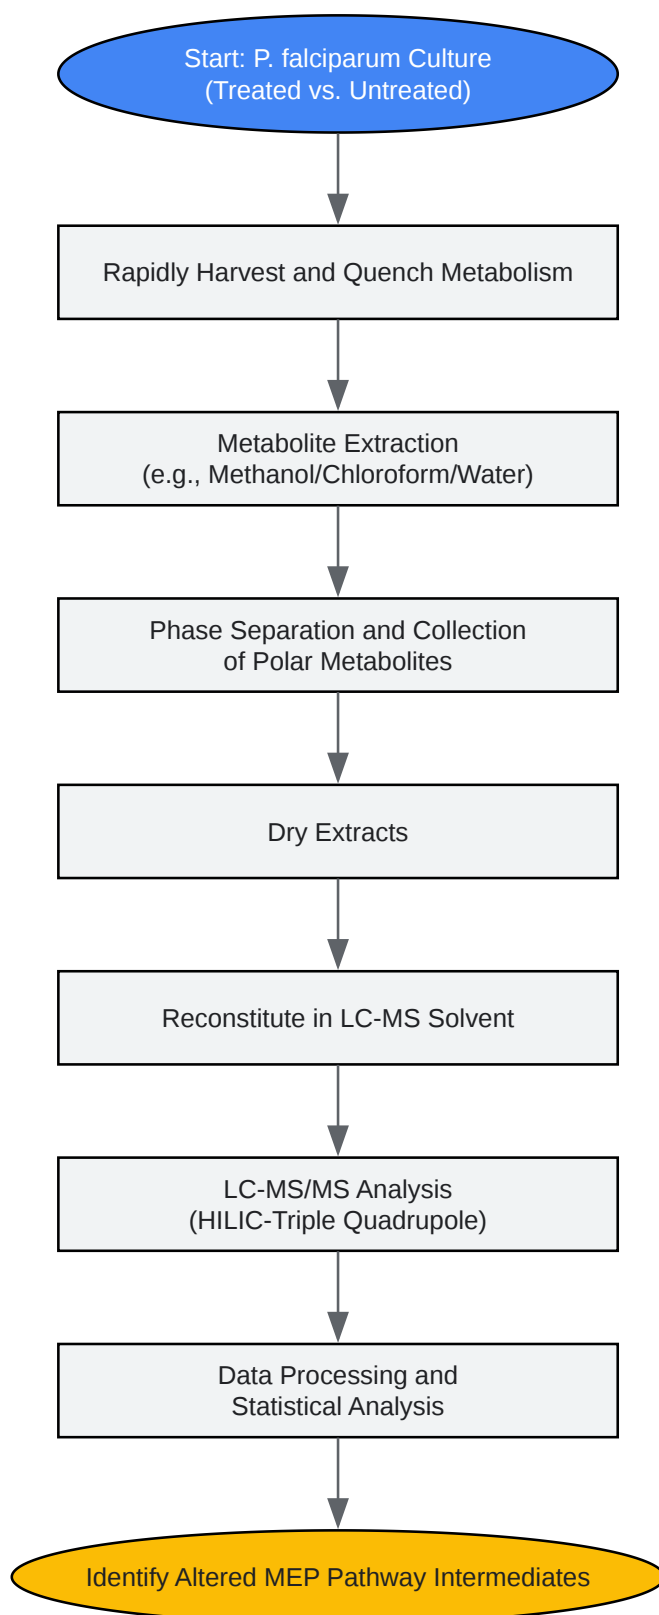 Start: P. falciparum Culture
(Treated vs. Untreated)
Rapidly Harvest and Quench Metabolism
Metabolite Extraction
(e.g., Methanol/Chloroform/Water)
Phase Separation and Collection
of Polar Metabolites
Dry Extracts
Reconstitute in LC-MS Solvent
LC-MS/MS Analysis
(HILIC-Triple Quadrupole)
Data Processing and
Statistical Analysis
Identify Altered MEP Pathway Intermediates